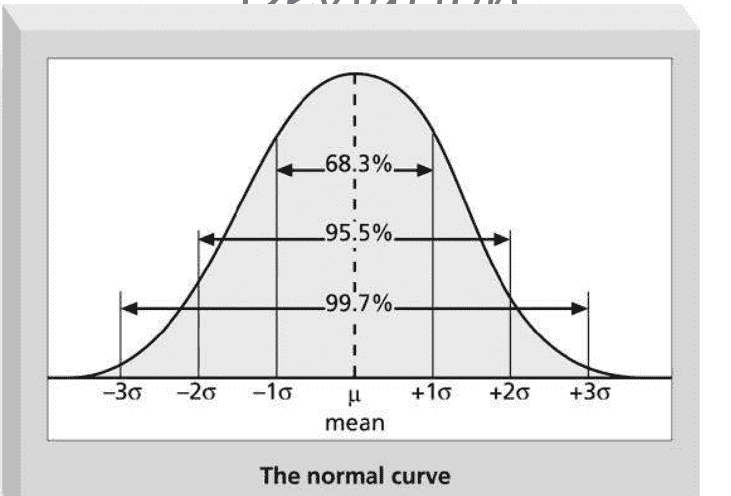 68.3%
95.5%
99.7%
–3σ –2σ –1σ μ +1σ +2σ +3σ
mean
The normal curve